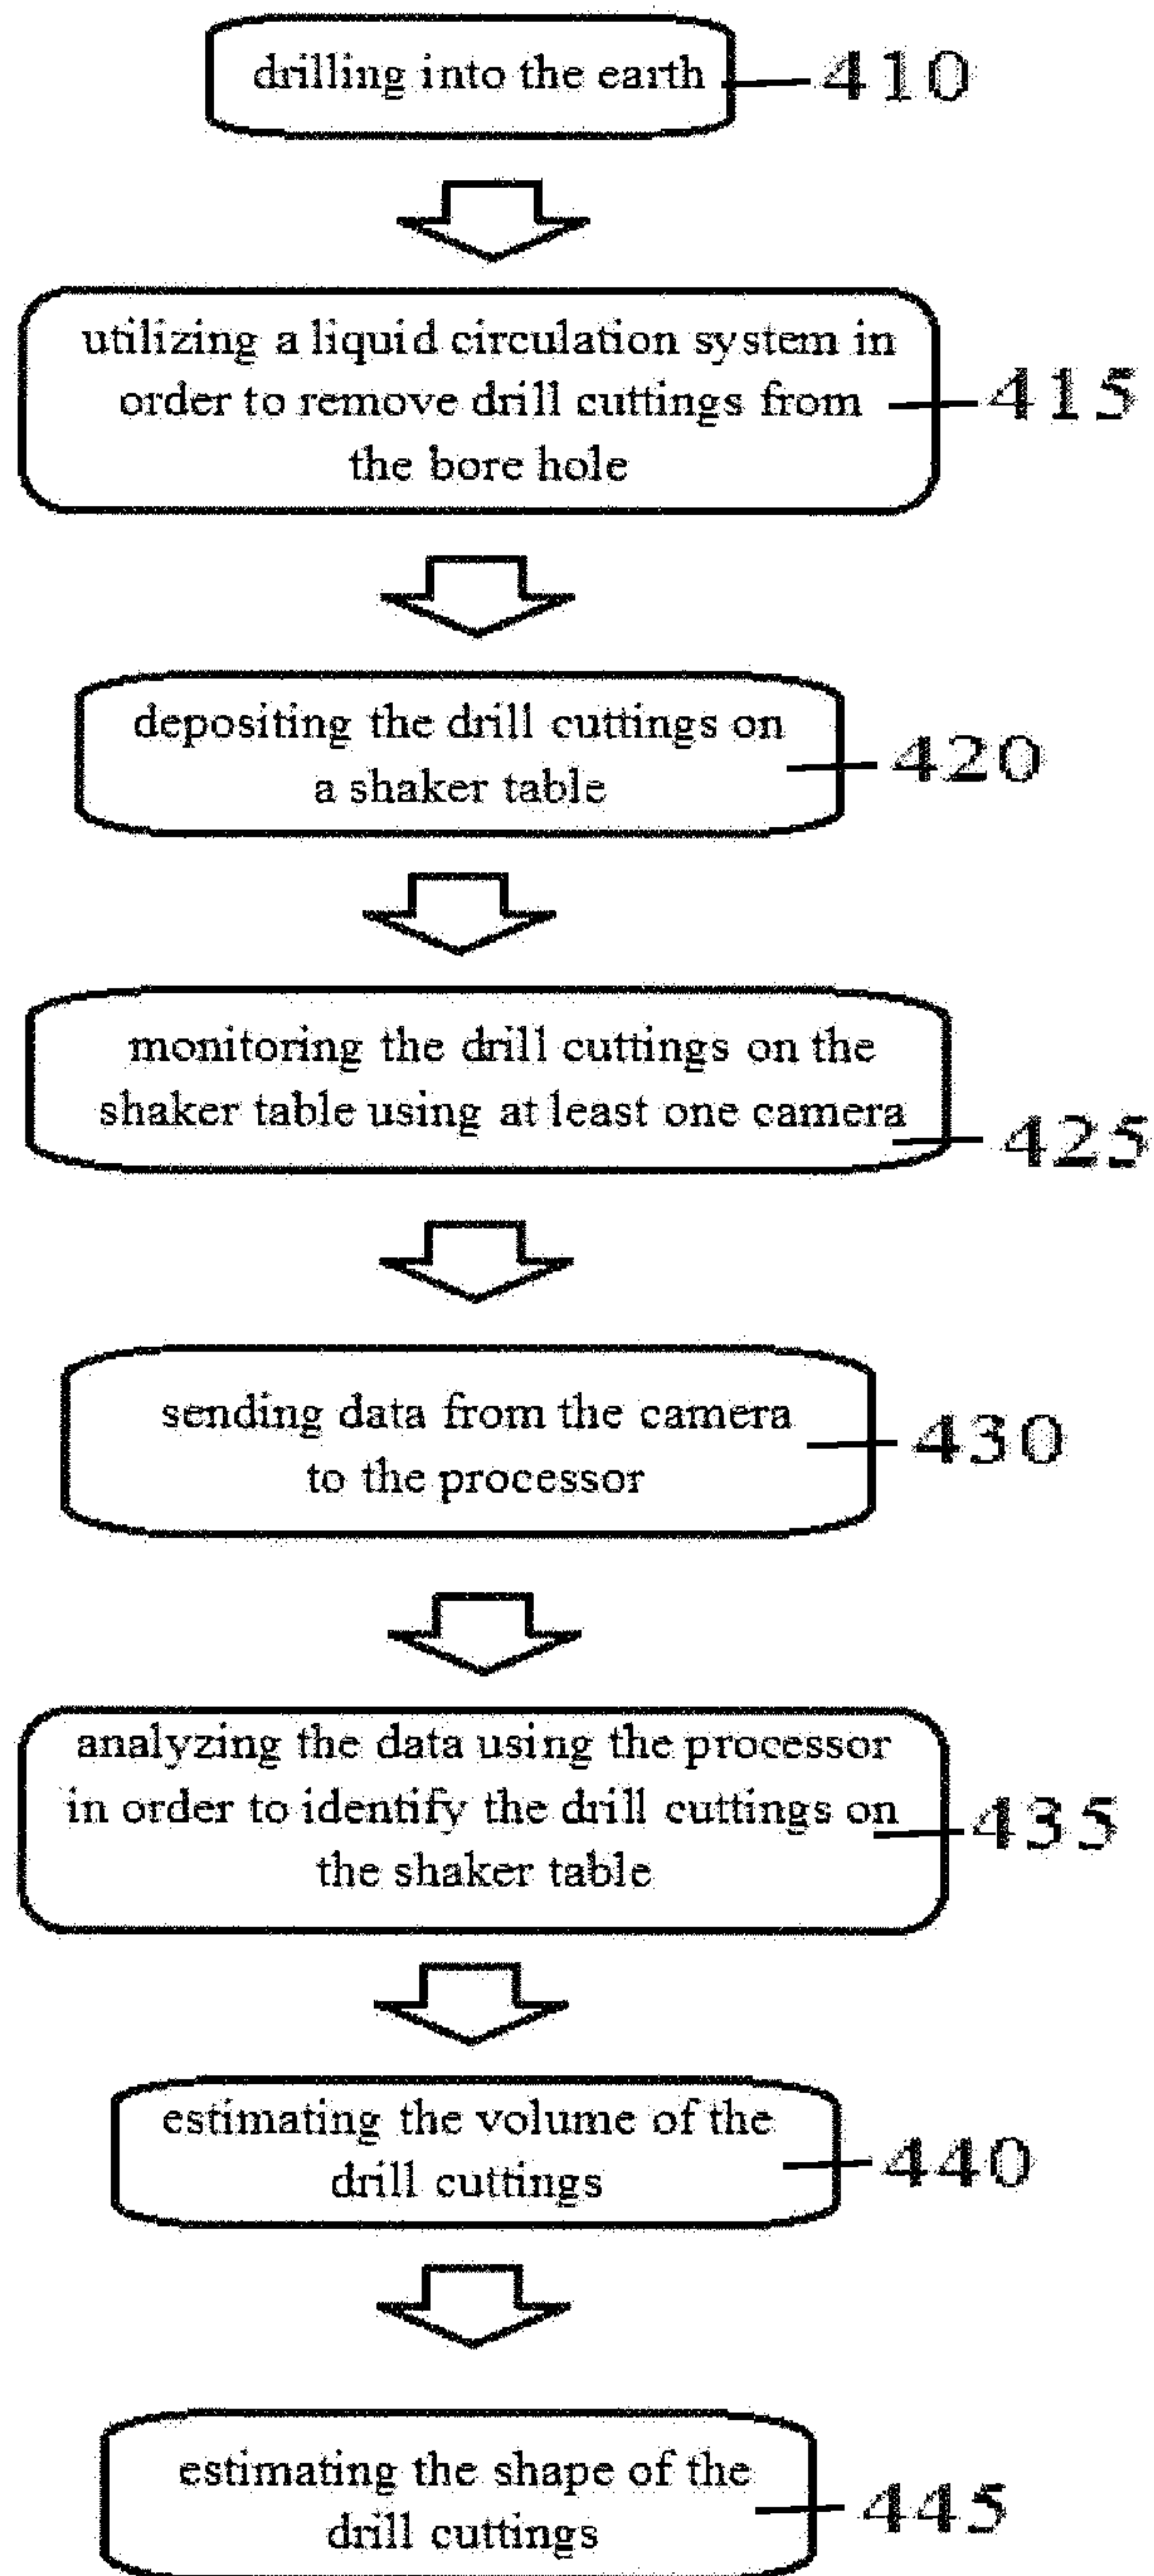 drilling into the earth
410
utilizing a liquid circulation system in
order to remove drill cuttings from
the bore hole
415
depositing the drill cuttings on
a shaker table
420
monitoring the drill cuttings on the
shaker table using at least one camera
425
sending data from the camera
to the processor
430
analyzing the data using the processor
in order to identify the drill cuttings on
the shaker table
435
estimating the volume of the
drill cuttings
440
estimating the shape of the
drill cuttings
445